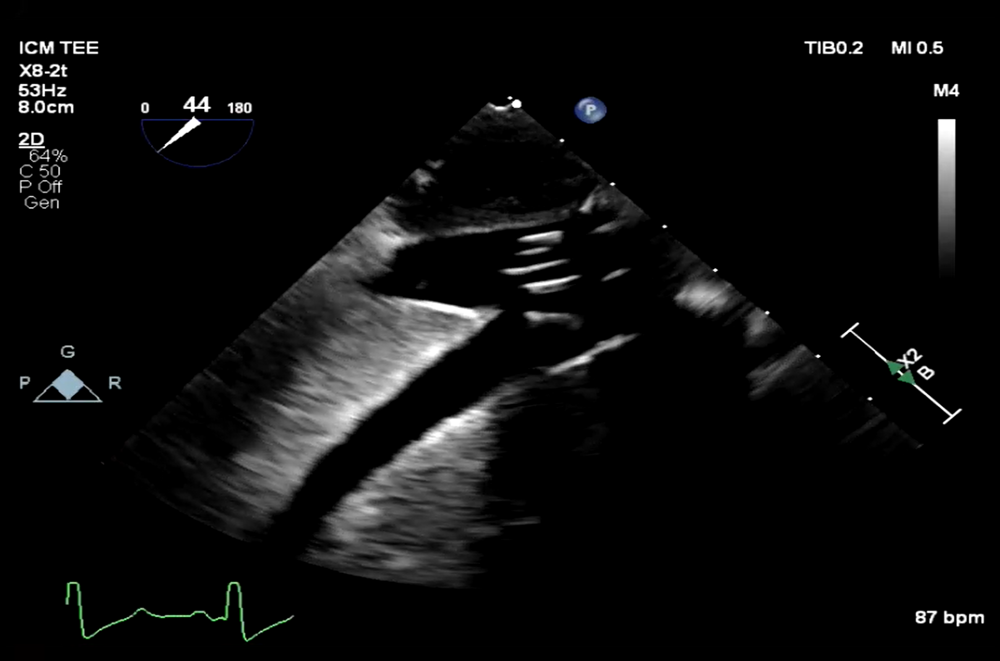 ICM TEE
X8-2t
53Hz
8.0cm
2D
64%
C 50
P Off
Gen
0 44 180
P
TIB0.2 MI 0.5
M4
G
P R
X2
B
87 bpm